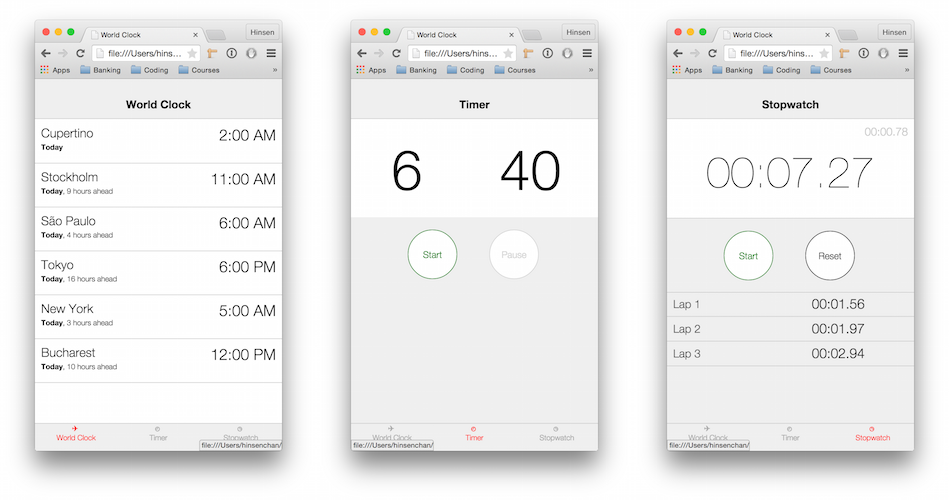 World Clock
Hinsen
file:///Users/hins...
Apps Banking Coding Courses »
World Clock
Cupertino 2:00 AM
Today
Stockholm 11:00 AM
Today, 9 hours ahead
São Paulo 6:00 AM
Today, 4 hours ahead
Tokyo 6:00 PM
Today, 16 hours ahead
New York 5:00 AM
Today, 3 hours ahead
Bucharest 12:00 PM
Today, 10 hours ahead
World Clock Timer Stopwatch
file:///Users/hinsenchan/
World Clock
Hinsen
file:///Users/hins...
Apps Banking Coding Courses »
Timer
6 40
Start Pause
World Clock Timer Stopwatch
file:///Users/hinsenchan/
World Clock
Hinsen
file:///Users/hins...
Apps Banking Coding Courses »
Stopwatch
00:00.78
00:07.27
Start Reset
Lap 1 00:01.56
Lap 2 00:01.97
Lap 3 00:02.94
World Clock Timer Stopwatch
file:///Users/hinsenchan/